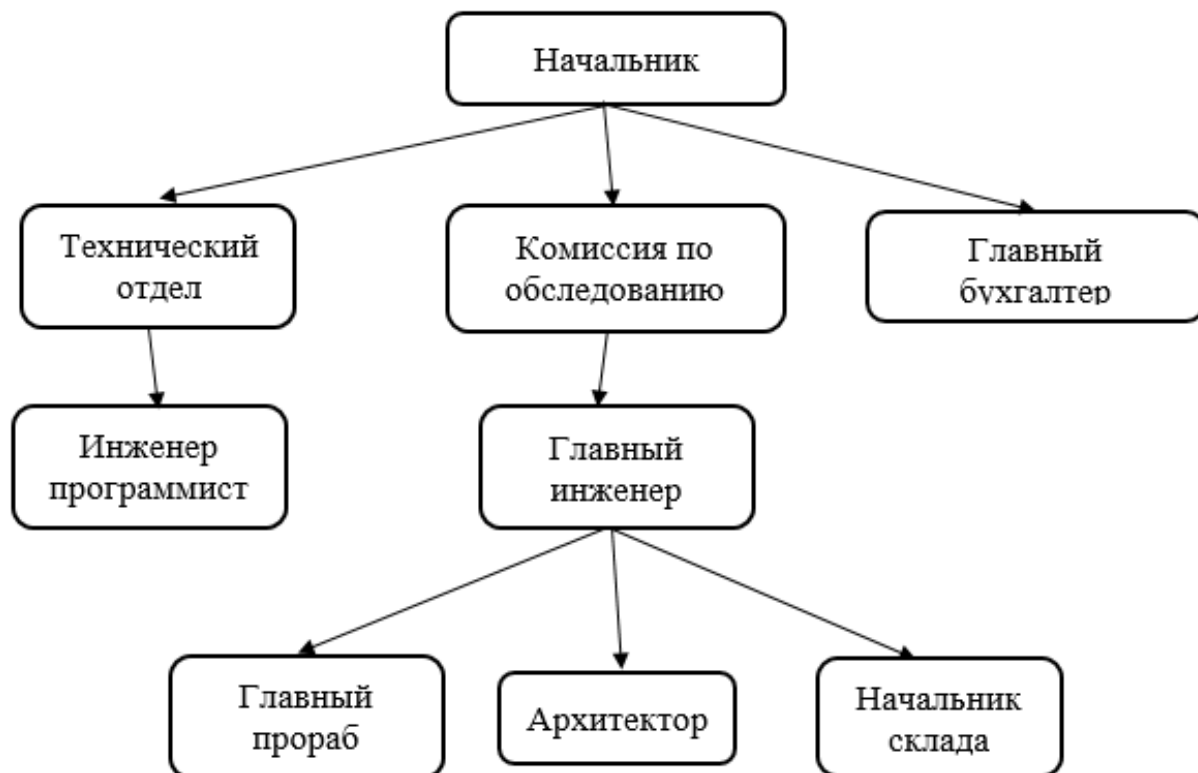 Начальник
Технический
отдел
Комиссия по
обследованию
Главный
бухгалтер
Инженер
программист
Главный
инженер
Главный
прораб
Архитектор
Начальник
склада